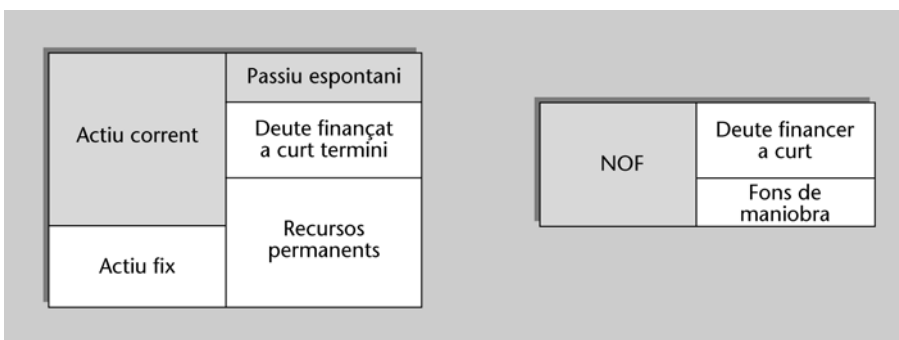 Actiu corrent
Actiu fix
Passiu espontani
Deute finançat
a curt termini
Recursos
permanents
NOF
Deute financer
a curt
Fons de
maniobra